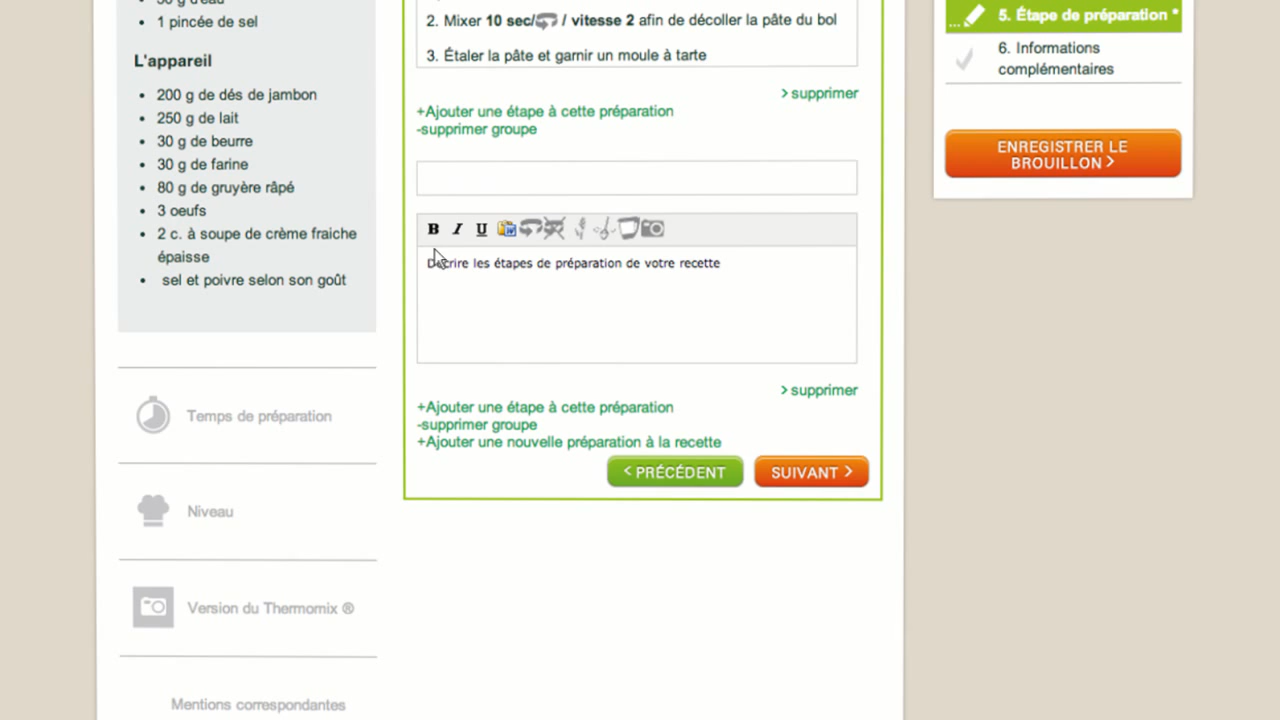 • 50 g d'eau
• 1 pincée de sel
L'appareil
• 200 g de dés de jambon
• 250 g de lait
• 30 g de beurre
• 30 g de farine
• 80 g de gruyère râpé
• 3 oeufs
• 2 c. à soupe de crème fraiche
épaisse
• sel et poivre selon son goût
Temps de préparation
Niveau
Version du Thermomix ®
Mentions correspondantes
2. Mixer 10 sec/ / vitesse 2 afin de décoller la pâte du bol
3. Étaler la pâte et garnir un moule à tarte
> supprimer
+Ajouter une étape à cette préparation
-supprimer groupe
B I U
Décrire les étapes de préparation de votre recette
> supprimer
+Ajouter une étape à cette préparation
-supprimer groupe
+Ajouter une nouvelle préparation à la recette
< PRÉCÉDENT
SUIVANT >
... 5. Étape de préparation *
6. Informations
complémentaires
ENREGISTRER LE
BROUILLON >